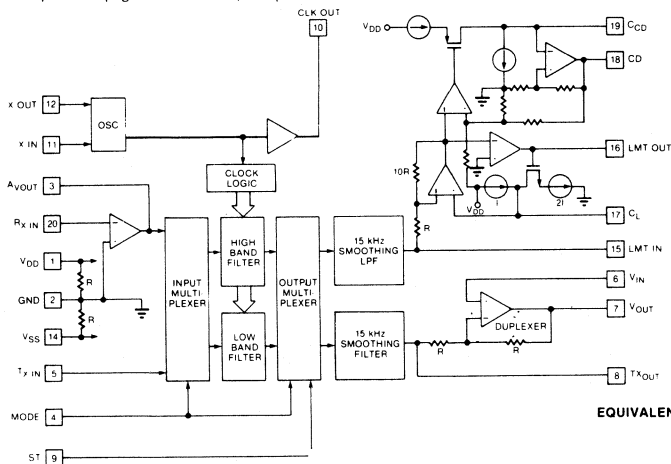 CLK OUT
10
VDD
19 CCD
18 CD
X OUT 12
OSC
X IN 11
16 LMT OUT
AVOUT 3
CLOCK
LOGIC
10R
VDD
I
2I
17 CL
RX IN 20
R
15 LMT IN
VDD 1
R
GND 2
R
VSS 14
INPUT
MULTI-
PLEXER
HIGH
BAND
FILTER
OUTPUT
MULTI-
PLEXER
15 kHz
SMOOTHING
LPF
6 VIN
7 VOUT
DUPLEXER
LOW
BAND
FILTER
15 kHz
SMOOTHING
FILTER
R
R
TX IN 5
8 TXOUT
MODE 4
ST 9